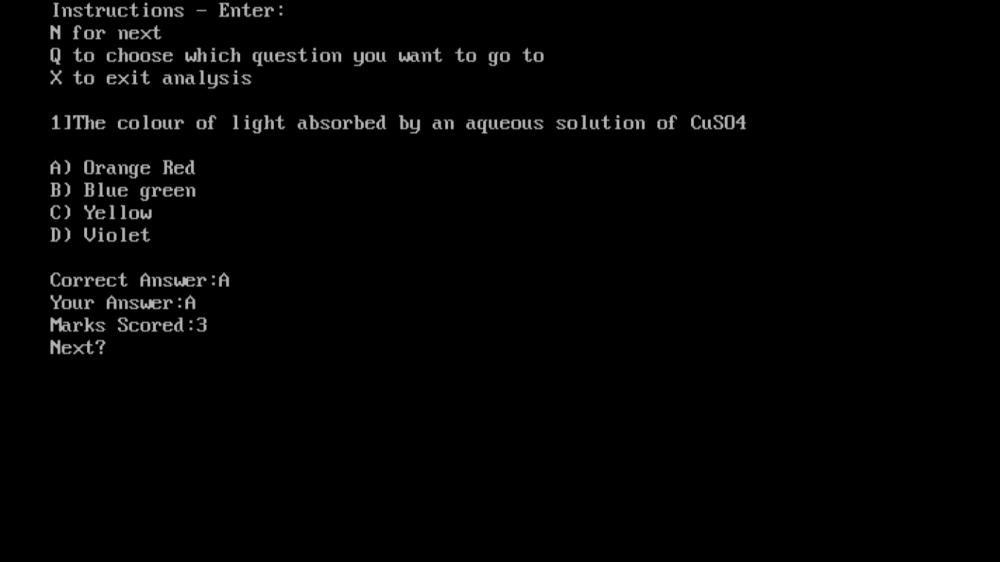 Instructions - Enter:
N for next
Q to choose which question you want to go to
X to exit analysis
1]The colour of light absorbed by an aqueous solution of CuSO4
A) Orange Red
B) Blue green
C) Yellow
D) Violet
Correct Answer:A
Your Answer:A
Marks Scored:3
Next?